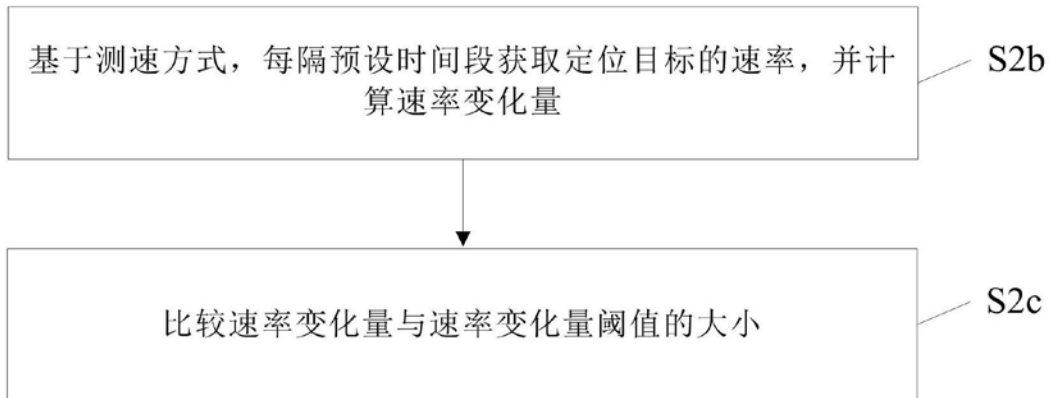 基于测速方式，每隔预设时间段获取定位目标的速率，并计
算速率变化量
S2b
比较速率变化量与速率变化量阈值的大小
S2c